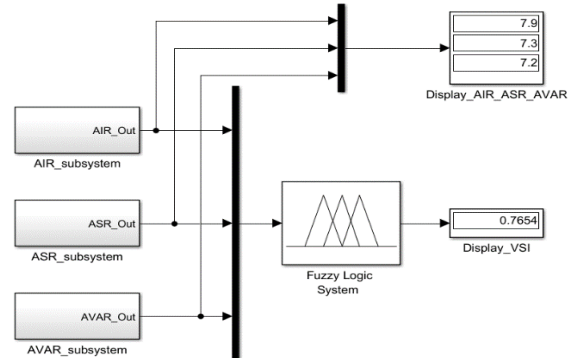 7.9
7.3
7.2
Display_AIR_ASR_AVAR
AIR_Out
AIR_subsystem
ASR_Out
ASR_subsystem
Fuzzy Logic
System
0.7654
Display_VSI
AVAR_Out
AVAR_subsystem